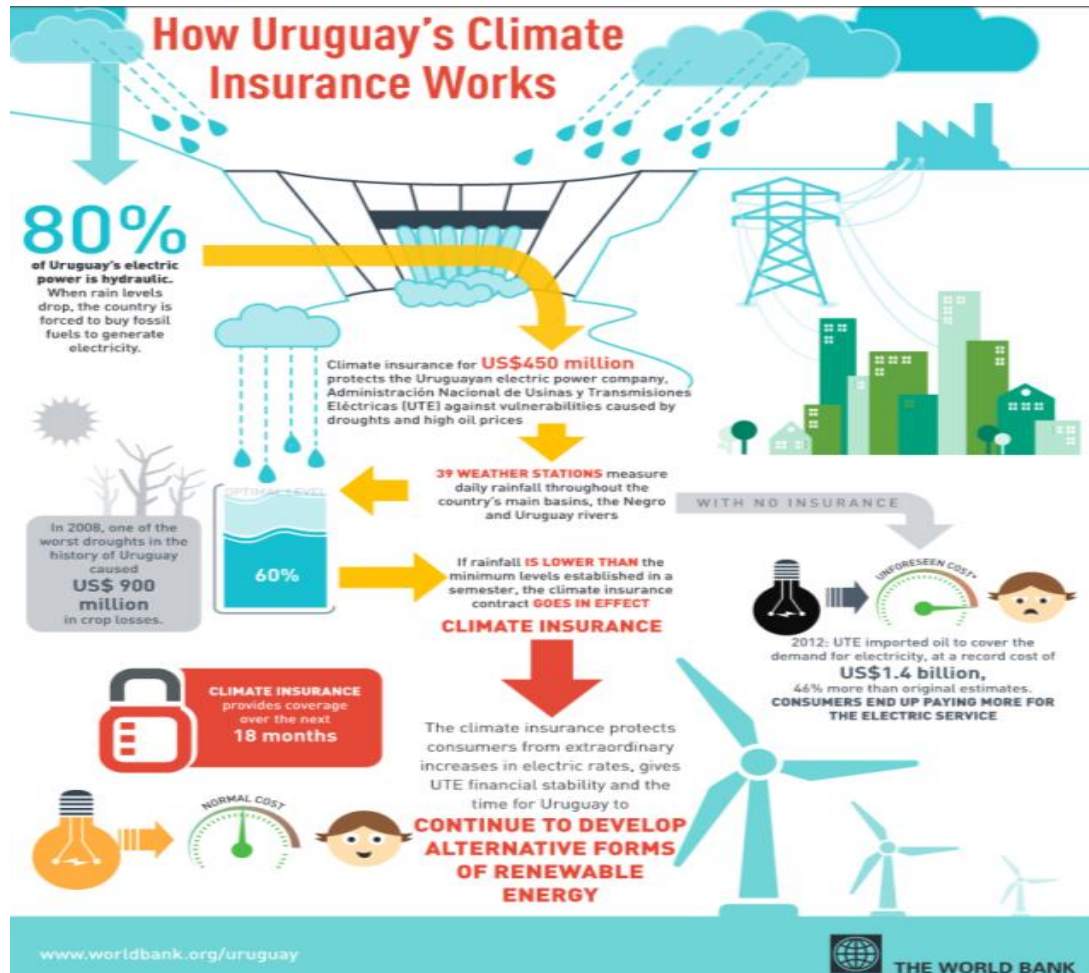 How Uruguay's Climate
Insurance Works
80%
of Uruguay's electric
power is hydraulic.
When rain levels
drop, the country is
forced to buy fossil
fuels to generate
electricity.
Climate insurance for US$450 million
protects the Uruguayan electric power company,
Administración Nacional de Usinas y Transmisiones
Eléctricas (UTE) against vulnerabilities caused by
droughts and high oil prices
39 WEATHER STATIONS measure
daily rainfall throughout the
country's main basins, the Negro
and Uruguay rivers
OPTIMAL LEVEL
60%
In 2008, one of the
worst droughts in the
history of Uruguay
caused
US$ 900
million
in crop losses.
If rainfall IS LOWER THAN the
minimum levels established in a
semester, the climate insurance
contract GOES IN EFFECT
CLIMATE INSURANCE
WITH NO INSURANCE
UNFORESEEN COST*
2012: UTE imported oil to cover the
demand for electricity, at a record cost of
US$1.4 billion,
46% more than original estimates.
CONSUMERS END UP PAYING MORE FOR
THE ELECTRIC SERVICE
CLIMATE INSURANCE
provides coverage
over the next
18 months
The climate insurance protects
consumers from extraordinary
increases in electric rates, gives
UTE financial stability and the
time for Uruguay to
CONTINUE TO DEVELOP
ALTERNATIVE FORMS
OF RENEWABLE
ENERGY
NORMAL COST
www.worldbank.org/uruguay
THE WORLD BANK